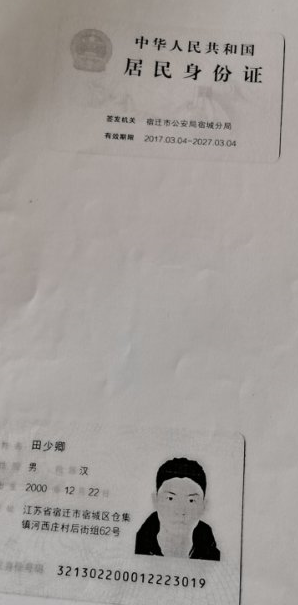 中华人民共和国
居民身份证
签发机关 宿迁市公安局宿城分局
有效期限 2017.03.04-2027.03.04
田少卿
男 汉
2000 年 12 月 22 日
江苏省宿迁市宿城区仓集
镇河西庄村后街组62号
321302200012223019